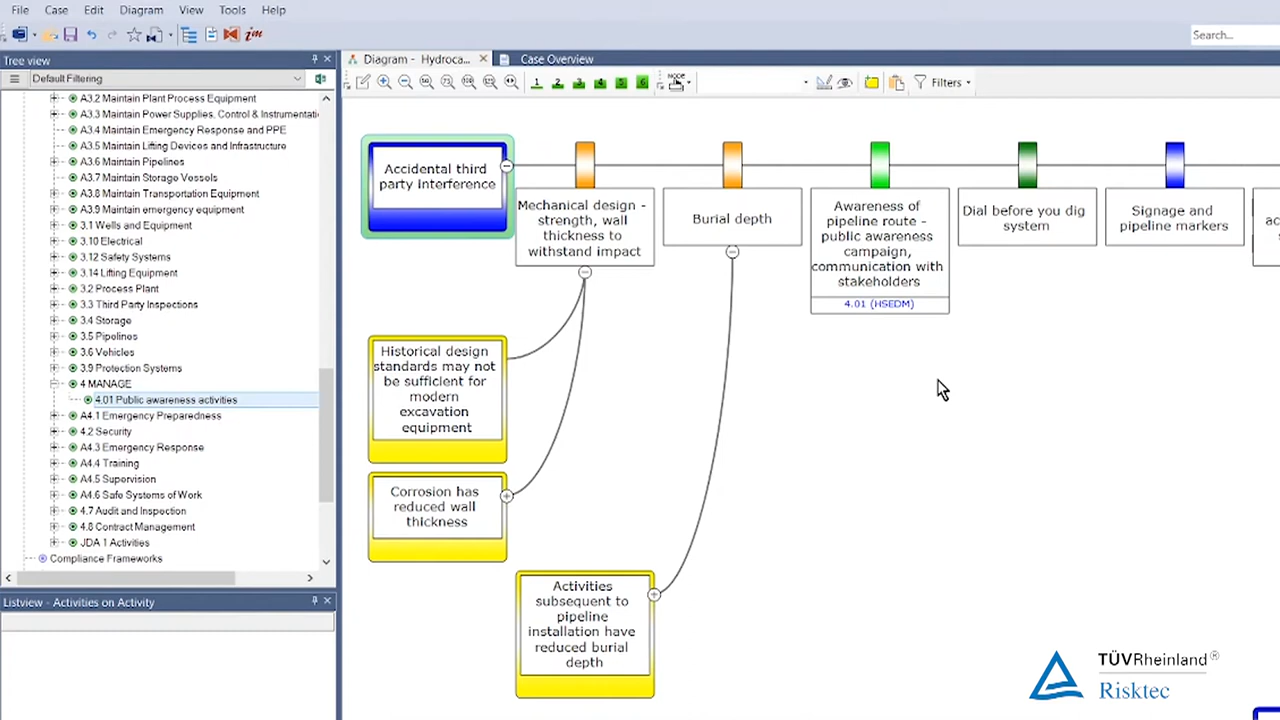 File Case Edit Diagram View Tools Help
im
Search...
Tree view
Default Filtering
A3.2 Maintain Plant Process Equipment
A3.3 Maintain Power Supplies, Control & Instrumentati
A3.4 Maintain Emergency Response and PPE
A3.5 Maintain Lifting Devices and Infrastructure
A3.6 Maintain Pipelines
A3.7 Maintain Storage Vessels
A3.8 Maintain Transportation Equipment
A3.9 Maintain emergency equipment
3.1 Wells and Equipment
3.10 Electrical
3.12 Safety Systems
3.14 Lifting Equipment
3.2 Process Plant
3.3 Third Party Inspections
3.4 Storage
3.5 Pipelines
3.6 Vehicles
3.9 Protection Systems
4 MANAGE
4.01 Public awareness activities
A4.1 Emergency Preparedness
4.2 Security
A4.3 Emergency Response
A4.4 Training
A4.5 Supervision
A4.6 Safe Systems of Work
4.7 Audit and Inspection
4.8 Contract Management
JDA 1 Activities
Compliance Frameworks
Listview - Activities on Activity
Diagram - Hydroca...
Case Overview
1 2 3 4 5 6
NODE
Filters
Accidental third
party interference
Mechanical design -
strength, wall
thickness to
withstand impact
Burial depth
Awareness of
pipeline route -
public awareness
campaign,
communication with
stakeholders
4.01 (HSEDM)
Dial before you dig
system
Signage and
pipeline markers
Historical design
standards may not
be sufficient for
modern
excavation
equipment
Corrosion has
reduced wall
thickness
Activities
subsequent to
pipeline
installation have
reduced burial
depth
TÜVRheinland®
Risktec